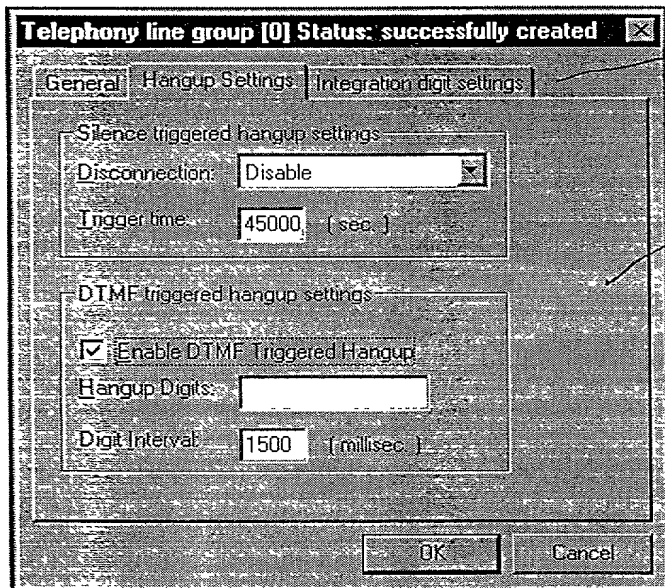 Telephony line group [0] Status: successfully created
General Hangup Settings Integration digit settings
Silence triggered hangup settings
Disconnection: Disable
Trigger time: 45000 (sec.)
DTMF triggered hangup settings
Enable DTMF Triggered Hangup
Hangup Digits:
Digit Interval: 1500 (millisec.)
OK Cancel